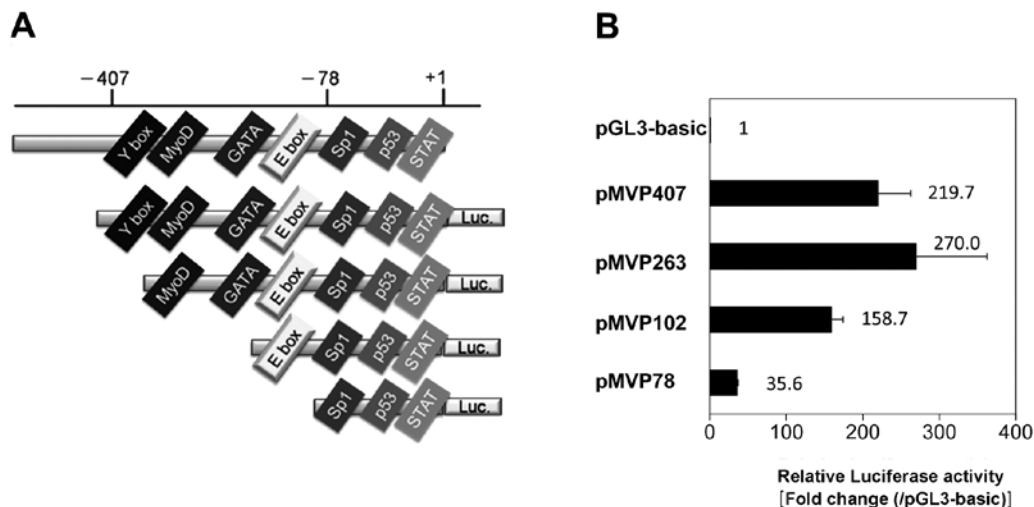 A
−407
−78
+1
Y box MyoD GATA E box Sp1 p53 STAT
Y box MyoD GATA E box Sp1 p53 STAT Luc.
MyoD GATA E box Sp1 p53 STAT Luc.
E box Sp1 p53 STAT Luc.
Sp1 p53 STAT Luc.
B
pGL3-basic 1
pMVP407 219.7
pMVP263 270.0
pMVP102 158.7
pMVP78 35.6
0 100 200 300 400
Relative Luciferase activity
[Fold change (/pGL3-basic)]